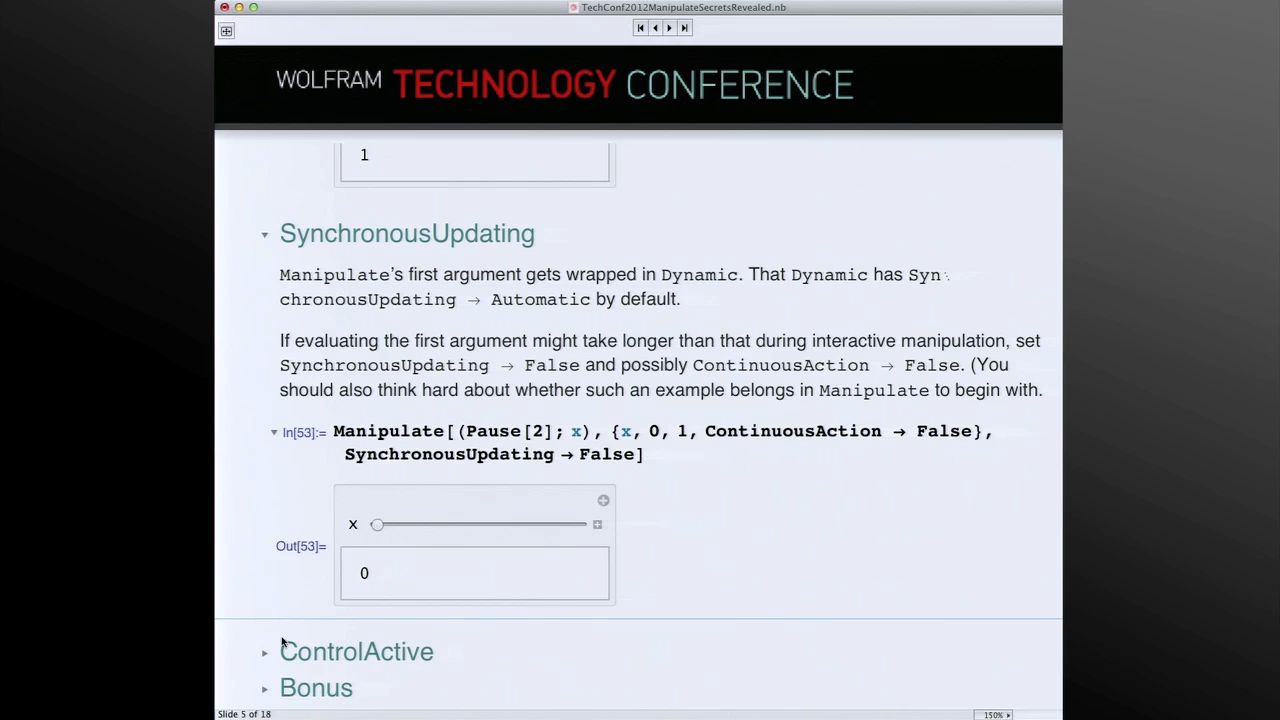 TechConf2012ManipulateSecretsRevealed.nb
WOLFRAM TECHNOLOGY CONFERENCE
1
SynchronousUpdating
Manipulate's first argument gets wrapped in Dynamic. That Dynamic has Syn⋱
chronousUpdating → Automatic by default.
If evaluating the first argument might take longer than that during interactive manipulation, set
SynchronousUpdating → False and possibly ContinuousAction → False. (You
should also think hard about whether such an example belongs in Manipulate to begin with.
In[53]:= Manipulate[(Pause[2]; x), {x, 0, 1, ContinuousAction → False},
SynchronousUpdating → False]
x
Out[53]=
0
ControlActive
Bonus
Slide 5 of 18
150%